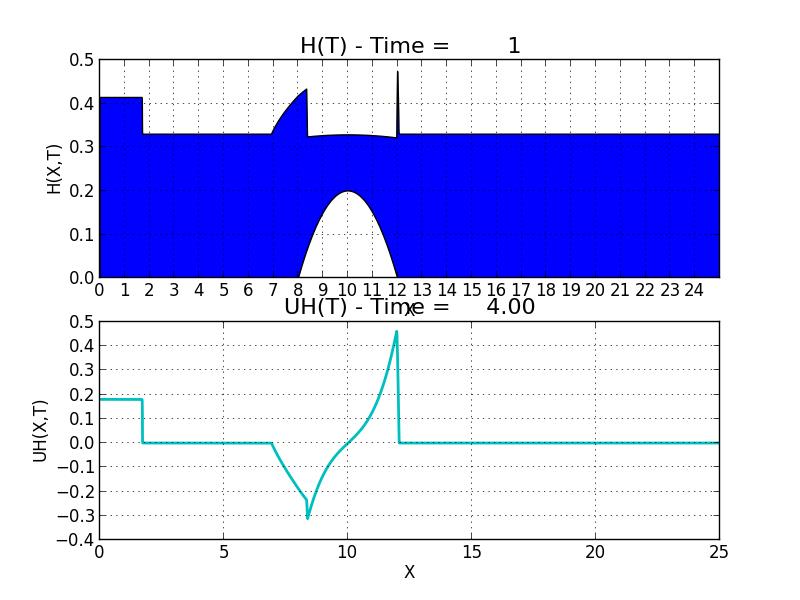 H(T) - Time = 1
0.5
0.4
0.3
0.2
0.1
0.0
H(X,T)
0 1 2 3 4 5 6 7 8 9 10 11 12 13 14 15 16 17 18 19 20 21 22 23 24
X
UH(T) - Time = 4.00
0.5
0.4
0.3
0.2
0.1
0.0
−0.1
−0.2
−0.3
−0.4
UH(X,T)
0 5 10 15 20 25
X